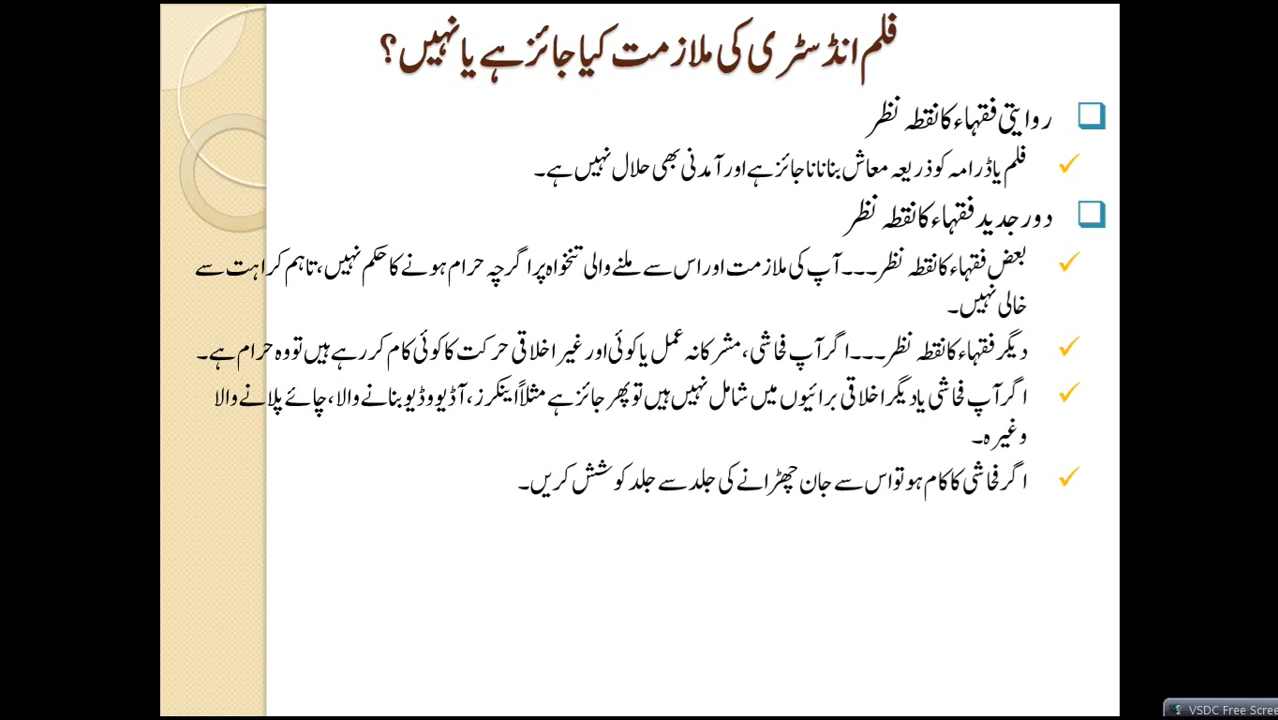 فلم انڈسٹری کی ملازمت کیا جائز ہے یا نہیں؟
روایتی فقہاء کا نقطہ نظر
فلم یا ڈرامہ کو ذریعہ معاش بنانا ناجائز ہے اور آمدنی بھی حلال نہیں ہے۔
دور جدید فقہاء کا نقطہ نظر
بعض فقہاء کا نقطہ نظر۔۔۔آپ کی ملازمت اور اس سے ملنے والی تنخواہ پر اگرچہ حرام ہونے کا حکم نہیں، تاہم کراہت سے
خالی نہیں۔
دیگر فقہاء کا نقطہ نظر۔۔۔اگر آپ فحاشی، مشرکانہ عمل یا کوئی اور غیر اخلاقی حرکت کا کوئی کام کر رہے ہیں تو وہ حرام ہے۔
اگر آپ فحاشی یا دیگر اخلاقی برائیوں میں شامل نہیں ہیں تو پھر جائز ہے مثلاً اینکرز، آڈیو وڈیو بنانے والا، چائے پلانے والا
وغیرہ۔
اگر فحاشی کا کام ہو تو اس سے جان چھڑانے کی جلد سے جلد کوشش کریں۔
VSDC Free Scree